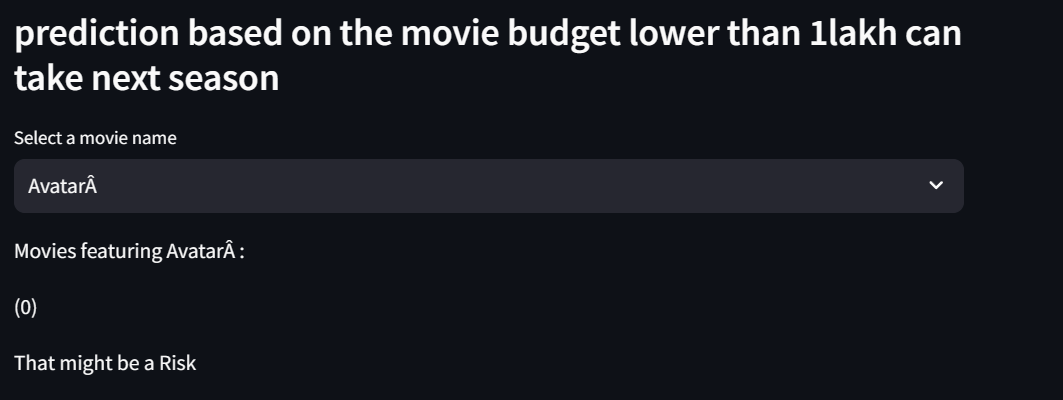 prediction based on the movie budget lower than 1lakh can
take next season
Select a movie name
AvatarÂ
Movies featuring AvatarÂ :
(0)
That might be a Risk